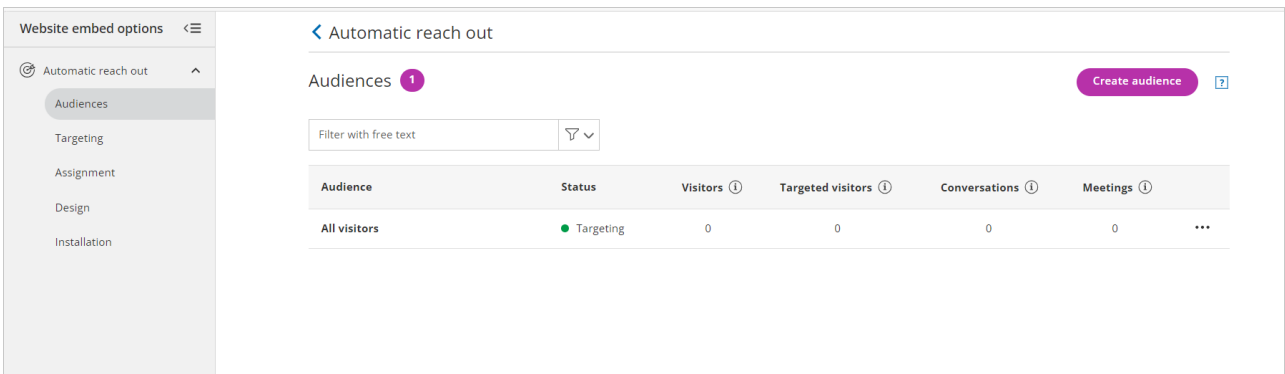 Website embed options
Automatic reach out
Audiences
Targeting
Assignment
Design
Installation
Automatic reach out
Audiences 1
Create audience ?
Filter with free text
Audience Status Visitors i Targeted visitors i Conversations i Meetings i
All visitors Targeting 0 0 0 0 •••